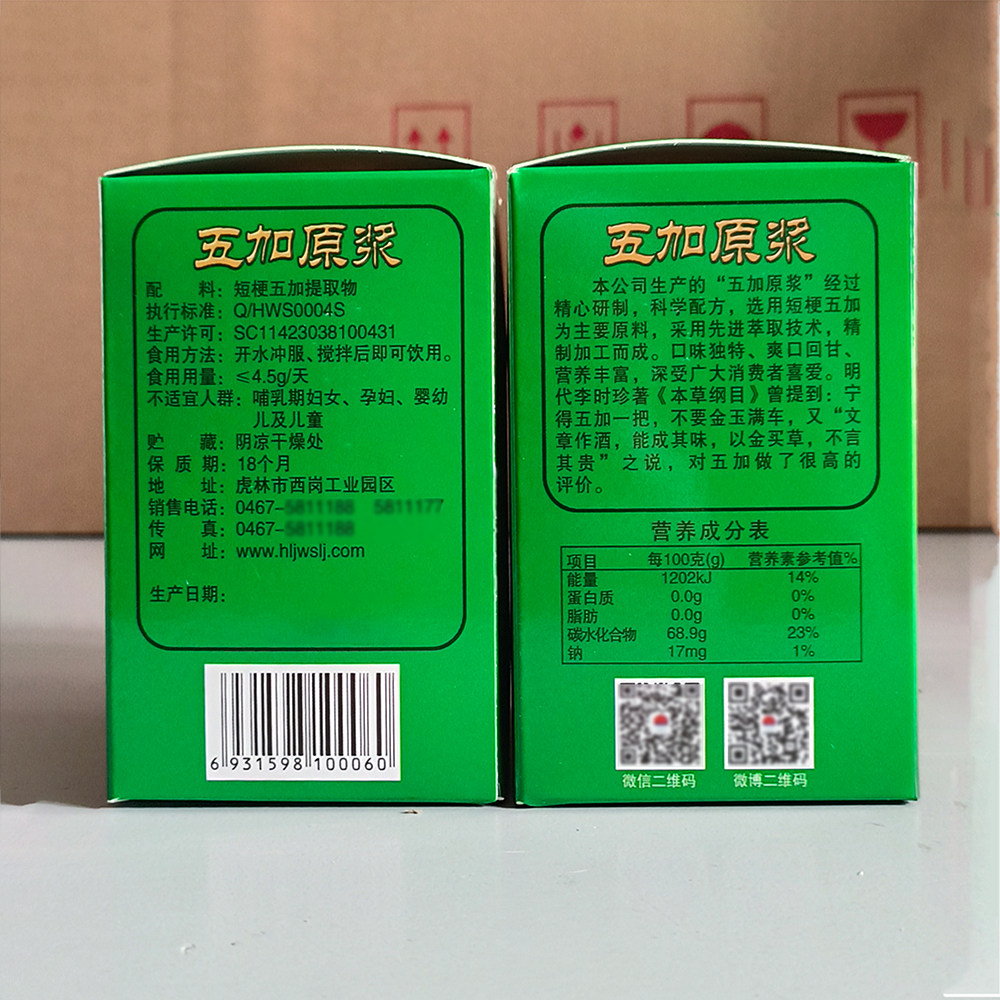 五加原浆
配 料：短梗五加提取物
执行标准：Q/HWS0004S
生产许可：SC11423038100431
食用方法：开水冲服、搅拌后即可饮用。
食用用量：≤4.5g/天
不适宜人群：哺乳期妇女、孕妇、婴幼
儿及儿童
贮 藏：阴凉干燥处
保 质 期：18个月
地 址：虎林市西岗工业园区
销售电话：0467-
传 真：0467-
网 址：www.hljwslj.com
生产日期：
6 931598 100060
五加原浆
本公司生产的“五加原浆”经过
精心研制，科学配方，选用短梗五加
为主要原料，采用先进萃取技术，精
制加工而成。口味独特、爽口回甘、
营养丰富，深受广大消费者喜爱。明
代李时珍著《本草纲目》曾提到：宁
得五加一把，不要金玉满车，又“文
章作酒，能成其味，以金买草，不言
其贵”之说，对五加做了很高的
评价。
营养成分表
项目 每100克(g) 营养素参考值%
能量 1202kJ 14%
蛋白质 0.0g 0%
脂肪 0.0g 0%
碳水化合物 68.9g 23%
钠 17mg 1%
微信二维码 微博二维码